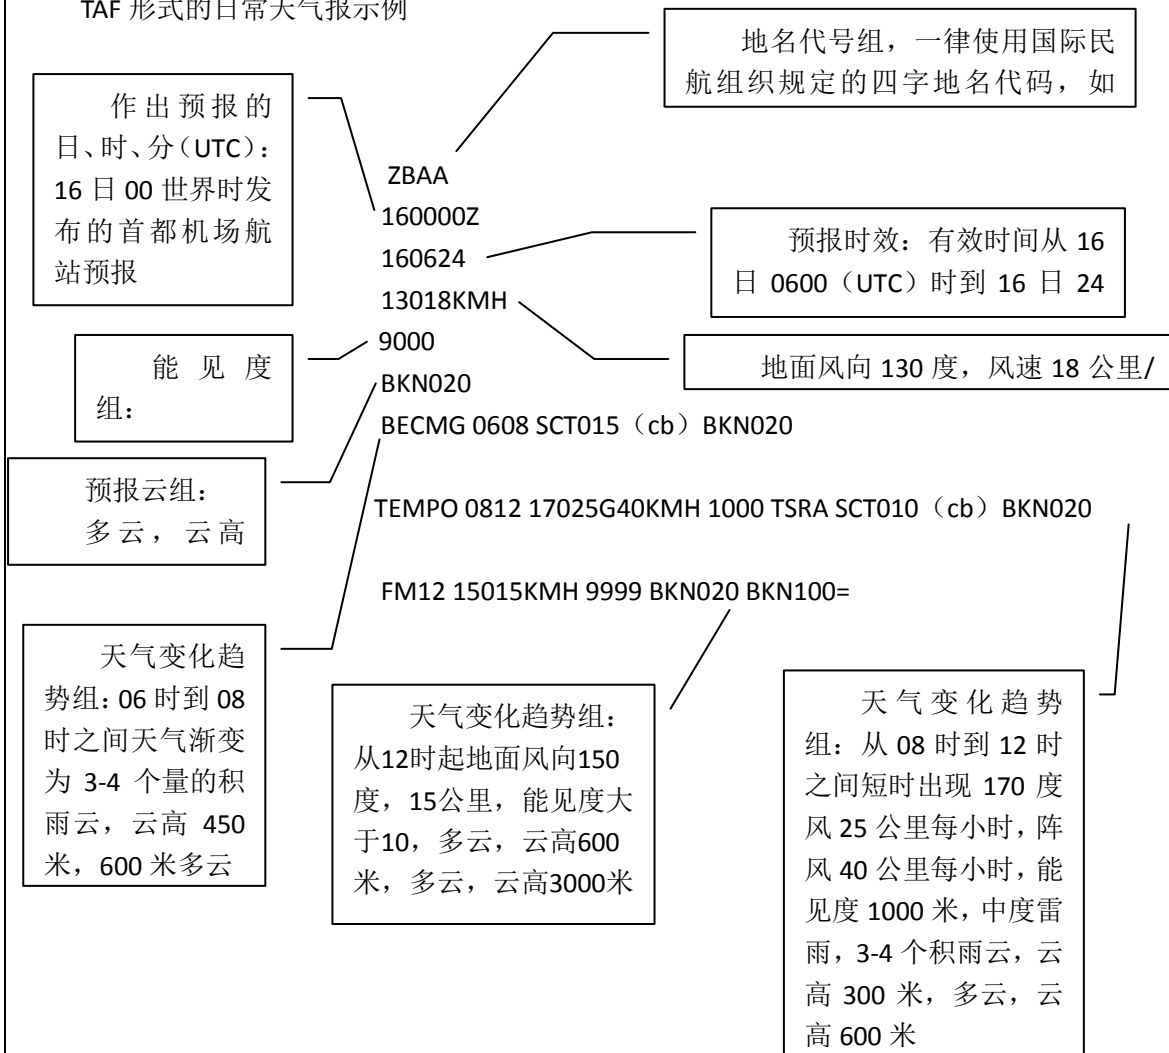 TAF 形式的日常天气报示例
地名代号组，一律使用国际民
航组织规定的四字地名代码，如
作出预报的
日、时、分（UTC）：
16 日 00 世界时发
布的首都机场航
站预报
ZBAA
160000Z
160624
13018KMH
9000
BKN020
BECMG 0608 SCT015（cb）BKN020
TEMPO 0812 17025G40KMH 1000 TSRA SCT010（cb）BKN020
FM12 15015KMH 9999 BKN020 BKN100=
预报时效：有效时间从 16
日 0600（UTC）时到 16 日 24
地面风向 130 度，风速 18 公里/
能见度
组：
预报云组：
多云，云高
天气变化趋
势组：06 时到 08
时之间天气渐变
为 3-4 个量的积
雨云，云高 450
米，600 米多云
天气变化趋势组：
从12时起地面风向150
度，15公里，能见度大
于10，多云，云高600
米，多云，云高3000米
天气变化趋势
组：从 08 时到 12 时
之间短时出现 170 度
风 25 公里每小时，阵
风 40 公里每小时，能
见度 1000 米，中度雷
雨，3-4 个积雨云，云
高 300 米，多云，云
高 600 米